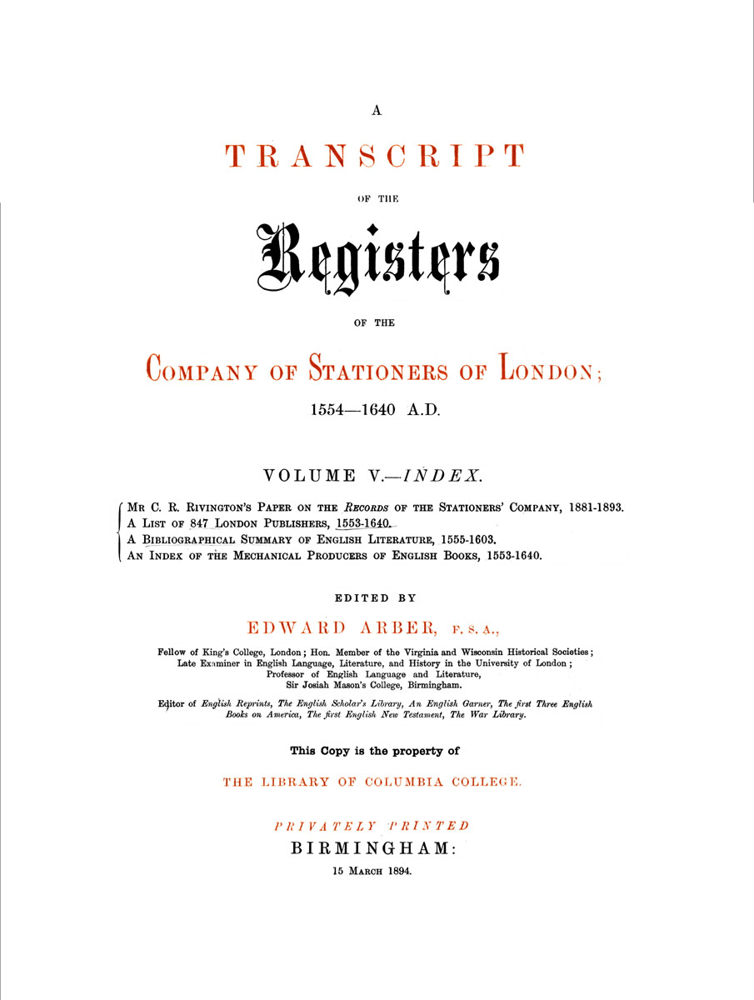 A
TRANSCRIPT
OF THE
Registers
OF THE
COMPANY OF STATIONERS OF LONDON;
1554—1640 A.D.
VOLUME V.—INDEX.
MR C. R. RIVINGTON'S PAPER ON THE RECORDS OF THE STATIONERS' COMPANY, 1881-1893.
A LIST OF 847 LONDON PUBLISHERS, 1553-1640.
A BIBLIOGRAPHICAL SUMMARY OF ENGLISH LITERATURE, 1555-1603.
AN INDEX OF THE MECHANICAL PRODUCERS OF ENGLISH BOOKS, 1553-1640.
EDITED BY
EDWARD ARBER, F. S. A.,
Fellow of King's College, London; Hon. Member of the Virginia and Wisconsin Historical Societies;
Late Examiner in English Language, Literature, and History in the University of London;
Professor of English Language and Literature,
Sir Josiah Mason's College, Birmingham.
Editor of English Reprints, The English Scholar's Library, An English Garner, The first Three English
Books on America, The first English New Testament, The War Library.
This Copy is the property of
THE LIBRARY OF COLUMBIA COLLEGE.
PRIVATELY PRINTED
BIRMINGHAM:
15 MARCH 1894.